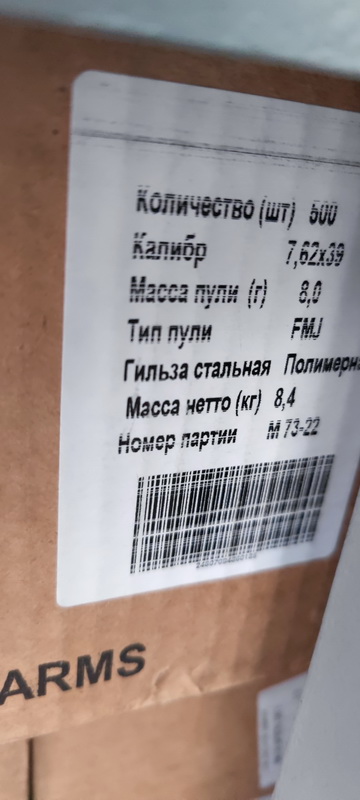 Количество (шт) 500
Калибр 7,62х39
Масса пули (г) 8,0
Тип пули FMJ
Гильза стальная Полимерн
Масса нетто (кг) 8,4
Номер партии М 73-22
ARMS